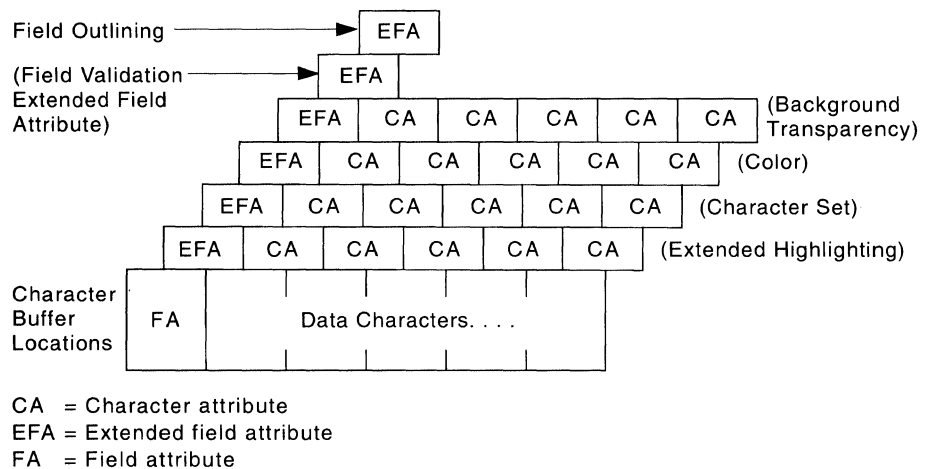 Field Outlining EFA
(Field Validation EFA
Extended Field
Attribute)
EFA CA CA CA CA CA (Background
Transparency)
EFA CA CA CA CA CA (Color)
EFA CA CA CA CA CA (Character Set)
EFA CA CA CA CA CA (Extended Highlighting)
Character
Buffer
Locations
FA Data Characters. . . .
CA = Character attribute
EFA = Extended field attribute
FA = Field attribute